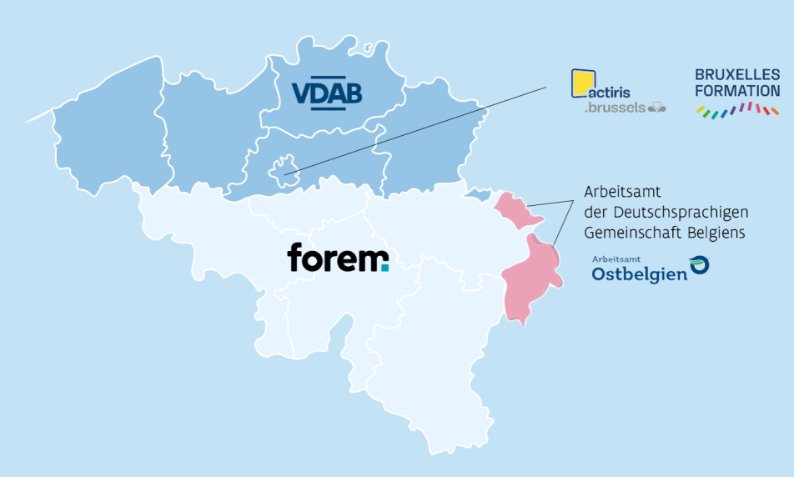 VDAB
actiris
.brussels
BRUXELLES
FORMATION
Arbeitsamt
der Deutschsprachigen
Gemeinschaft Belgiens
forem
Arbeitsamt
Ostbelgien